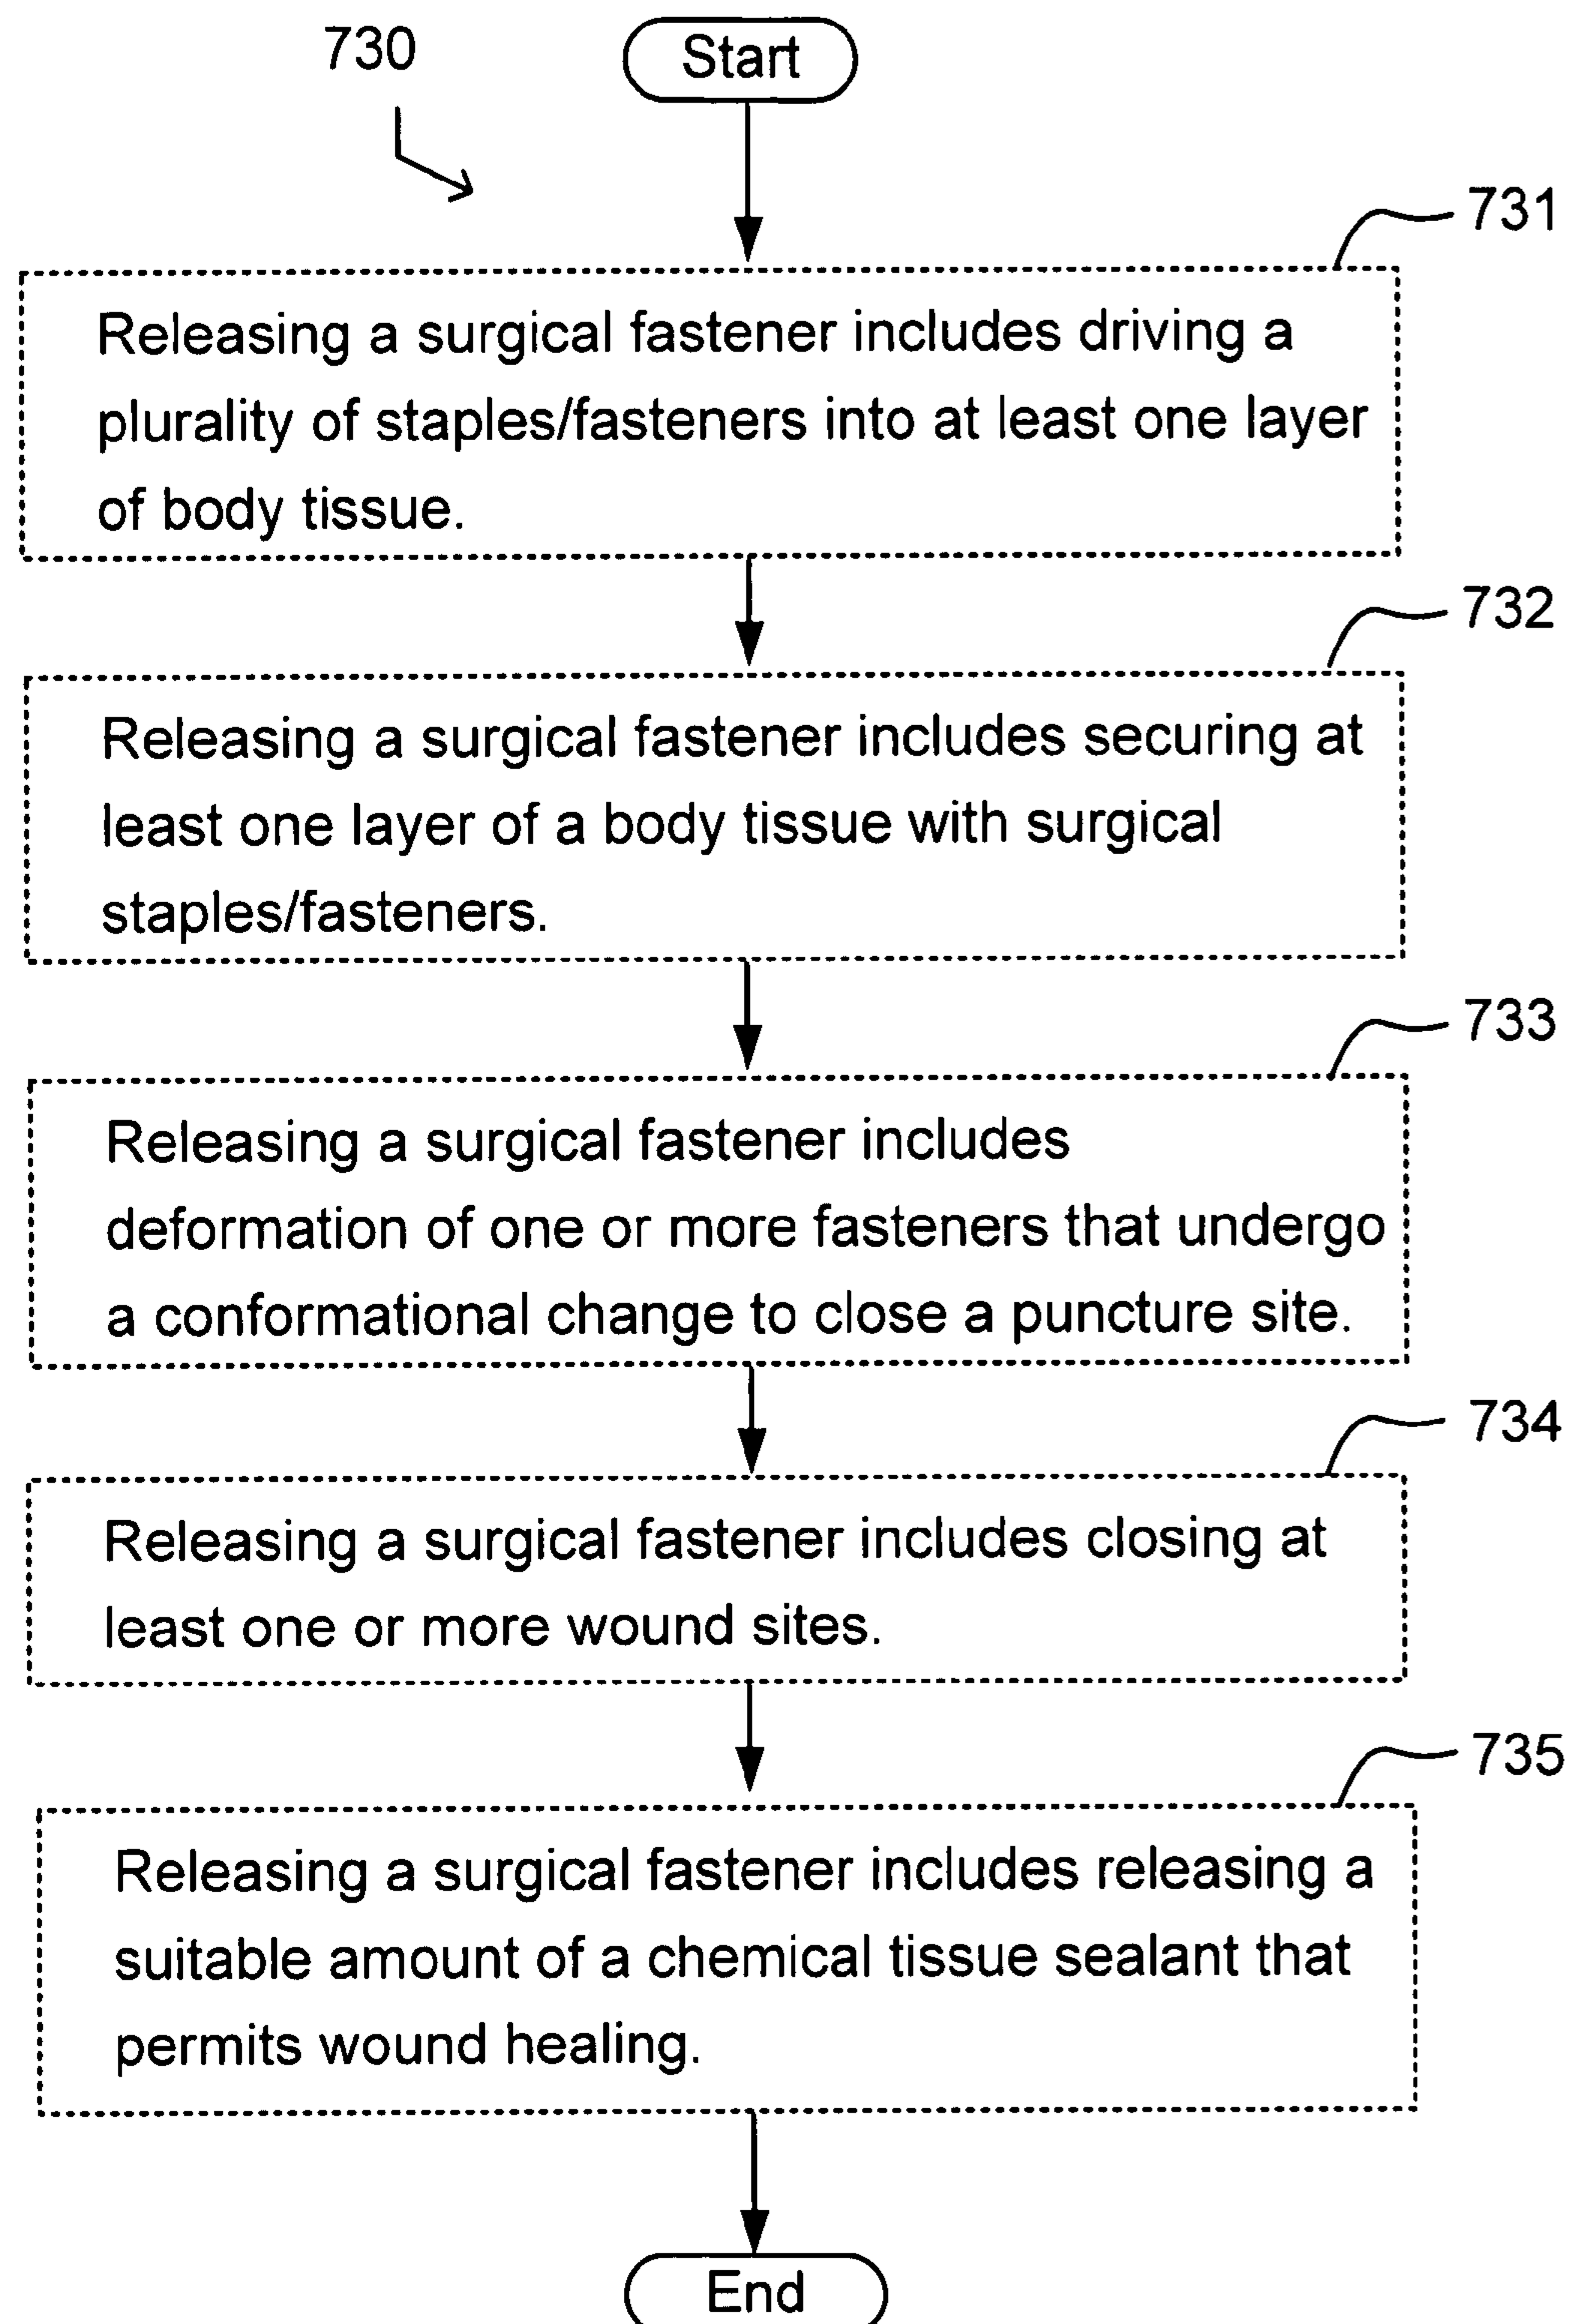 730
Start
731
Releasing a surgical fastener includes driving a
plurality of staples/fasteners into at least one layer
of body tissue.
732
Releasing a surgical fastener includes securing at
least one layer of a body tissue with surgical
staples/fasteners.
733
Releasing a surgical fastener includes
deformation of one or more fasteners that undergo
a conformational change to close a puncture site.
734
Releasing a surgical fastener includes closing at
least one or more wound sites.
735
Releasing a surgical fastener includes releasing a
suitable amount of a chemical tissue sealant that
permits wound healing.
End